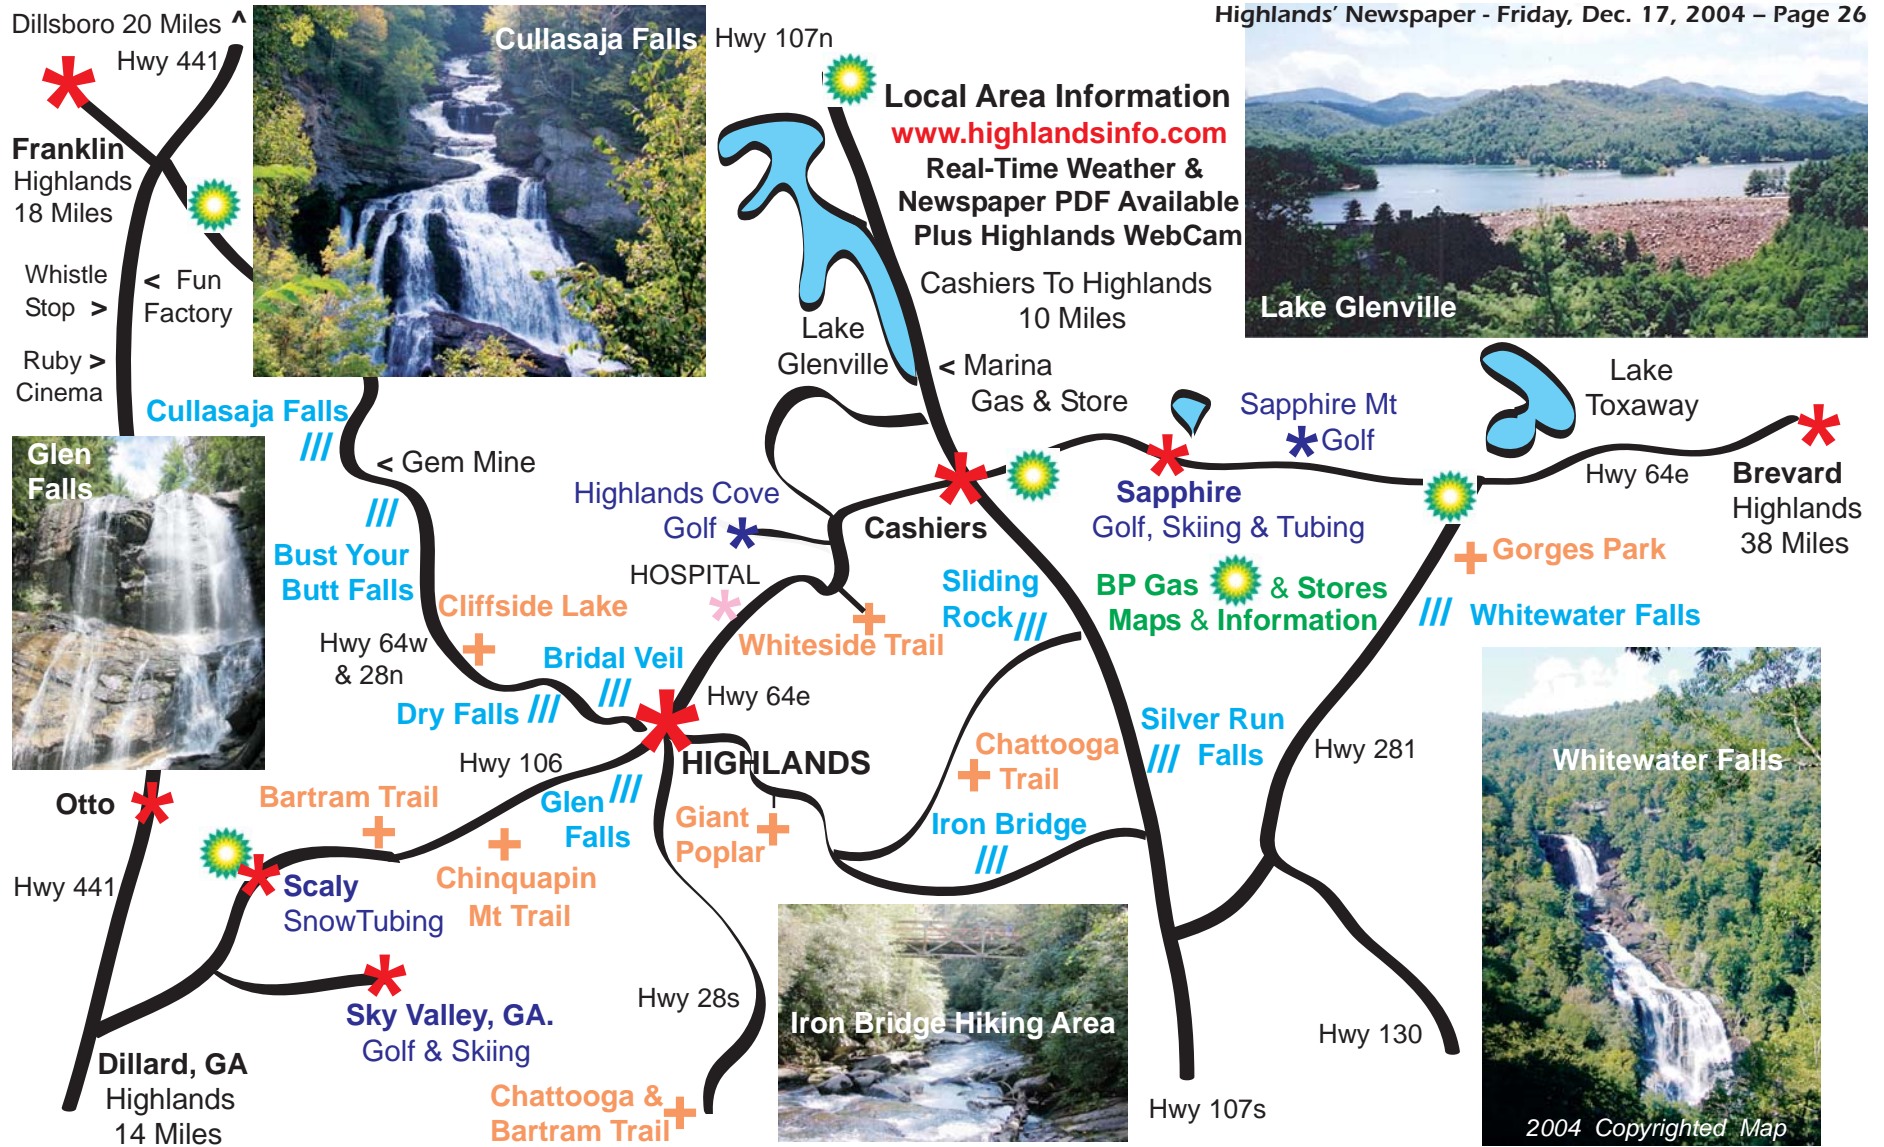 Highlands' Newspaper - Friday, Dec. 17, 2004 – Page 26
Dillsboro 20 Miles ^
Hwy 441
Franklin
Highlands
18 Miles
Whistle
Stop >
< Fun
Factory
Ruby >
Cinema
Cullasaja Falls
Hwy 107n
Local Area Information
www.highlandsinfo.com
Real-Time Weather &
Newspaper PDF Available
Plus Highlands WebCam
Cashiers To Highlands
10 Miles
Lake
Glenville
< Marina
Gas & Store
Lake Glenville
Lake
Toxaway
Sapphire Mt
Golf
Hwy 64e
Brevard
Highlands
38 Miles
Cullasaja Falls
< Gem Mine
Glen
Falls
Bust Your
Butt Falls
Highlands Cove
Golf
Cashiers
Sapphire
Golf, Skiing & Tubing
HOSPITAL
Cliffside Lake
Whiteside Trail
Sliding
Rock
BP Gas & Stores
Maps & Information
Gorges Park
Whitewater Falls
Hwy 64w
& 28n
Bridal Veil
Dry Falls
Hwy 64e
HIGHLANDS
Hwy 106
Chattooga
Trail
Silver Run
Falls
Hwy 281
Whitewater Falls
Otto
Bartram Trail
Glen
Falls
Giant
Poplar
Iron Bridge
Hwy 441
Scaly
SnowTubing
Chinquapin
Mt Trail
Sky Valley, GA.
Golf & Skiing
Hwy 28s
Iron Bridge Hiking Area
Hwy 130
Dillard, GA
Highlands
14 Miles
Chattooga &
Bartram Trail
Hwy 107s
2004 Copyrighted Map